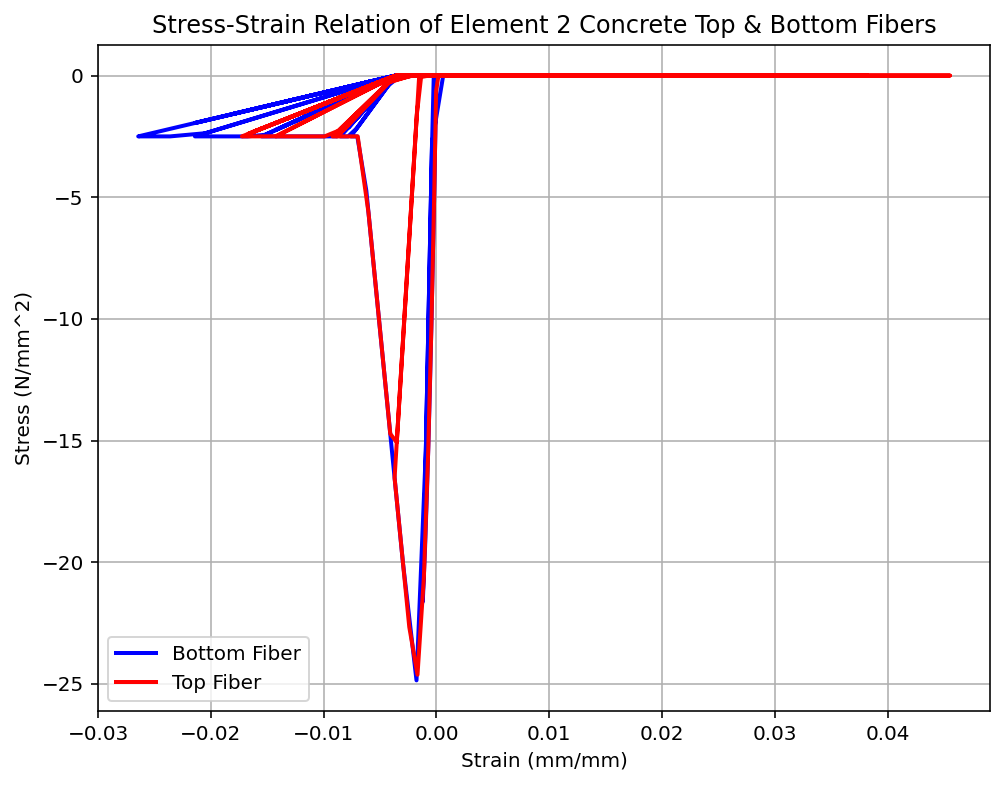 Stress-Strain Relation of Element 2 Concrete Top & Bottom Fibers
0
−5
−10
−15
−20
−25
Stress (N/mm^2)
Bottom Fiber
Top Fiber
−0.03 −0.02 −0.01 0.00 0.01 0.02 0.03 0.04
Strain (mm/mm)